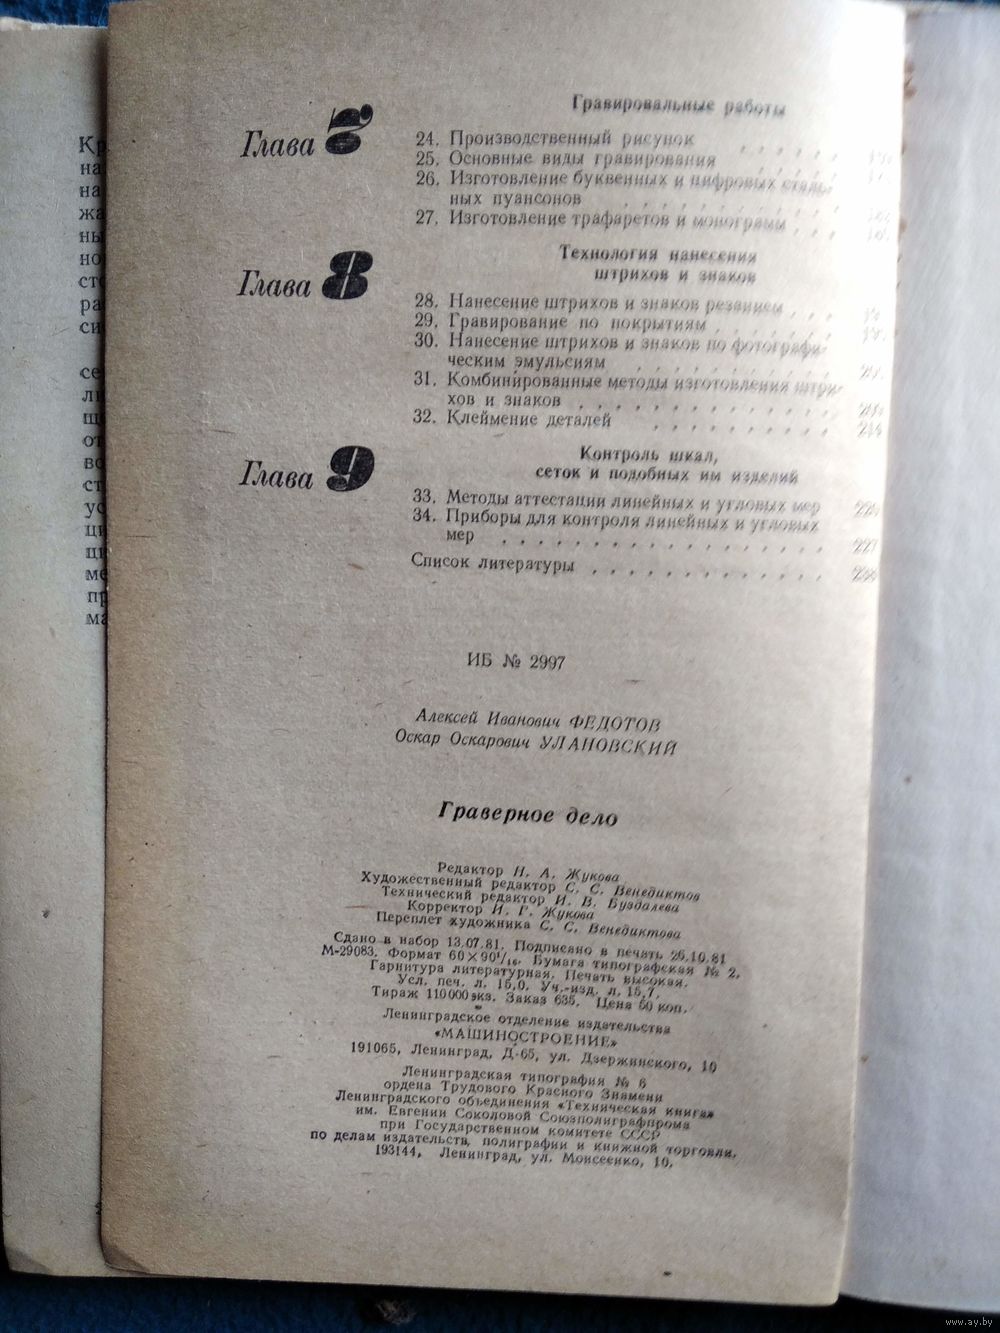 Гравировальные работы
Глава 7
24. Производственный рисунок
25. Основные виды гравирования
26. Изготовление буквенных и цифровых сталь-
ных пуансонов
27. Изготовление трафаретов и монограмм
Технология нанесения
штрихов и знаков
Глава 8
28. Нанесение штрихов и знаков резанием
29. Гравирование по покрытиям
30. Нанесение штрихов и знаков по фотографи-
ческим эмульсиям
31. Комбинированные методы изготовления штри-
хов и знаков
32. Клеймение деталей
Контроль шкал,
сеток и подобных им изделий
Глава 9
33. Методы аттестации линейных и угловых мер
34. Приборы для контроля линейных и угловых
мер 227
Список литературы
ИБ № 2997
Алексей Иванович ФЕДОТОВ
Оскар Оскарович УЛАНОВСКИЙ
Граверное дело
Редактор Н. А. Жукова
Художественный редактор С. С. Венедиктов
Технический редактор И. В. Буздалева
Корректор И. Г. Жукова
Переплет художника С. С. Венедиктова
Сдано в набор 13.07.81. Подписано в печать 26.10.81
М-29083. Формат 60×90 1/16. Бумага типографская № 2.
Гарнитура литературная. Печать высокая.
Усл. печ. л. 15,0. Уч.-изд. л. 15,7.
Тираж 110000 экз. Заказ 635. Цена 50 коп.
Ленинградское отделение издательства
«МАШИНОСТРОЕНИЕ»
191065, Ленинград, Д-65, ул. Дзержинского, 10
Ленинградская типография № 6
ордена Трудового Красного Знамени
Ленинградского объединения «Техническая книга»
им. Евгении Соколовой Союзполиграфпрома
при Государственном комитете СССР
по делам издательств, полиграфии и книжной торговли.
193144, Ленинград, ул. Моисеенко, 10.
www.ay.by